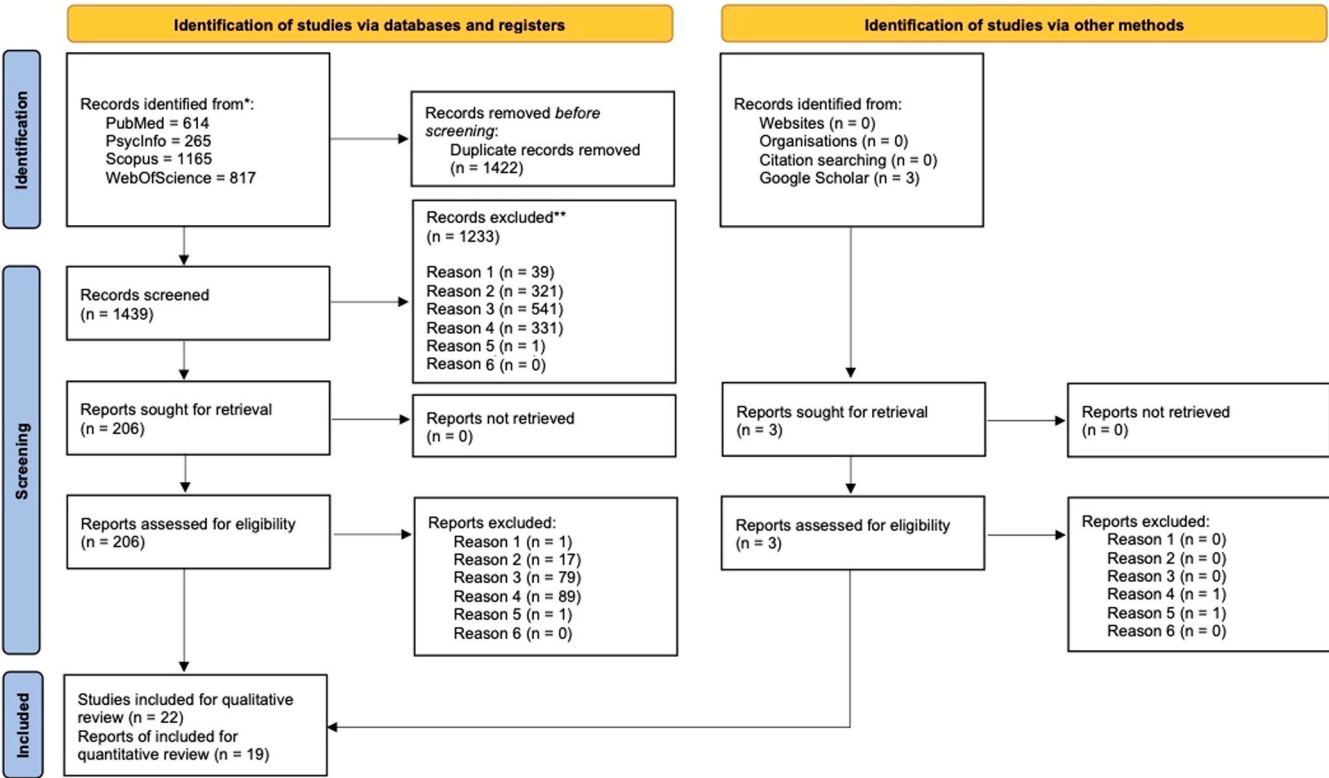 Identification of studies via databases and registers
Identification of studies via other methods
Identification
Records identified from*:
PubMed = 614
PsycInfo = 265
Scopus = 1165
WebOfScience = 817
Records removed before
screening:
Duplicate records removed
(n = 1422)
Records identified from:
Websites (n = 0)
Organisations (n = 0)
Citation searching (n = 0)
Google Scholar (n = 3)
Screening
Records screened
(n = 1439)
Records excluded**
(n = 1233)
Reason 1 (n = 39)
Reason 2 (n = 321)
Reason 3 (n = 541)
Reason 4 (n = 331)
Reason 5 (n = 1)
Reason 6 (n = 0)
Reports sought for retrieval
(n = 206)
Reports not retrieved
(n = 0)
Reports sought for retrieval
(n = 3)
Reports not retrieved
(n = 0)
Reports assessed for eligibility
(n = 206)
Reports excluded:
Reason 1 (n = 1)
Reason 2 (n = 17)
Reason 3 (n = 79)
Reason 4 (n = 89)
Reason 5 (n = 1)
Reason 6 (n = 0)
Reports assessed for eligibility
(n = 3)
Reports excluded:
Reason 1 (n = 0)
Reason 2 (n = 0)
Reason 3 (n = 0)
Reason 4 (n = 1)
Reason 5 (n = 1)
Reason 6 (n = 0)
Included
Studies included for qualitative
review (n = 22)
Reports of included for
quantitative review (n = 19)